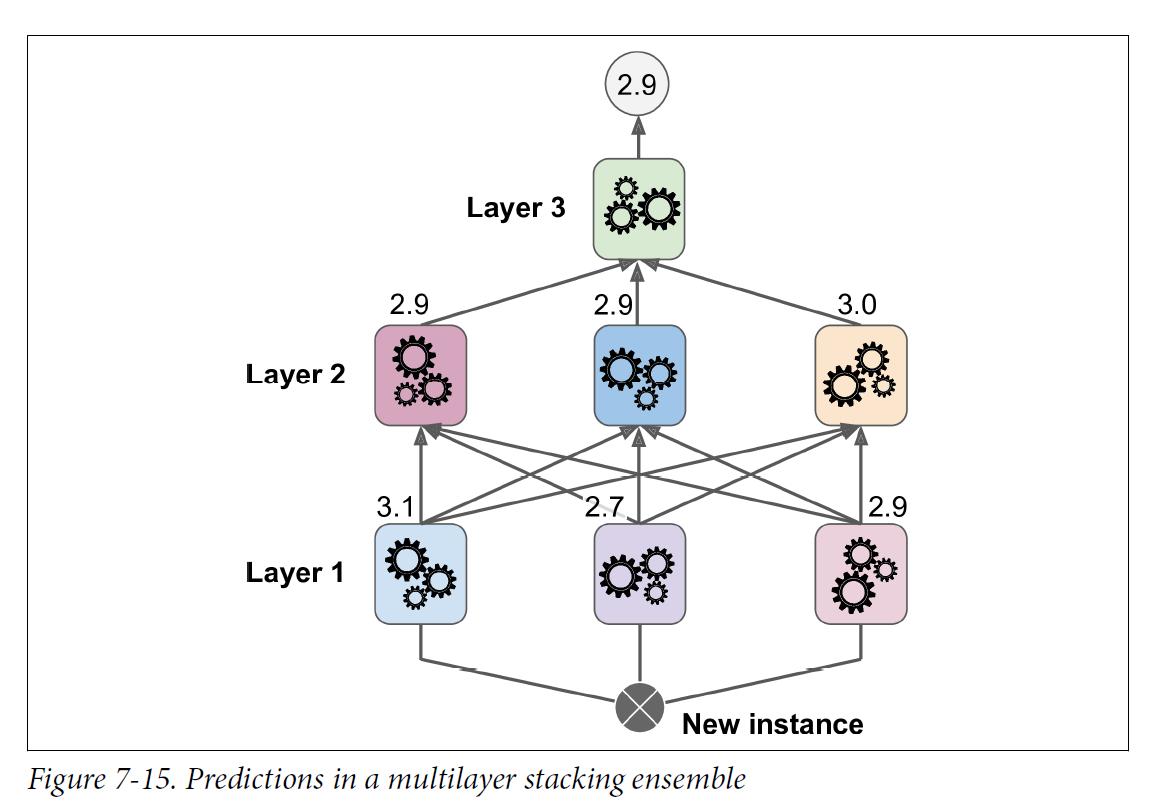 2.9
Layer 3
2.9 2.9 3.0
Layer 2
3.1 2.7 2.9
Layer 1
New instance
Figure 7-15. Predictions in a multilayer stacking ensemble